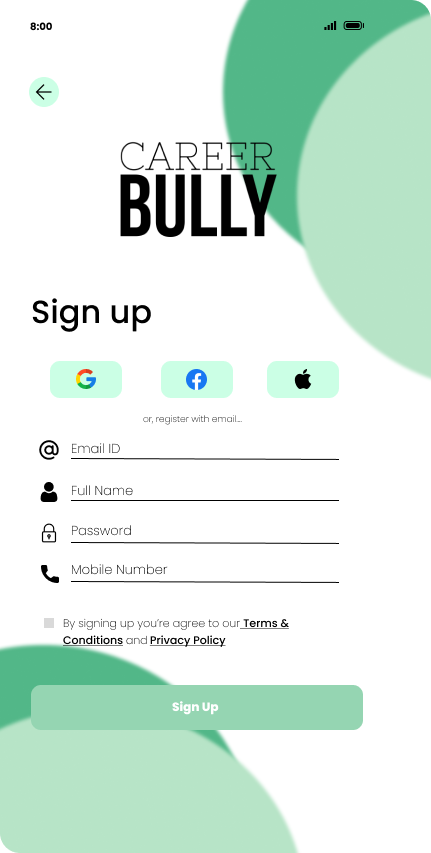 8:00
CAREER
BULLY
Sign up
or, register with email...
Email ID
Full Name
Password
Mobile Number
By signing up you’re agree to our Terms &
Conditions and Privacy Policy
Sign Up